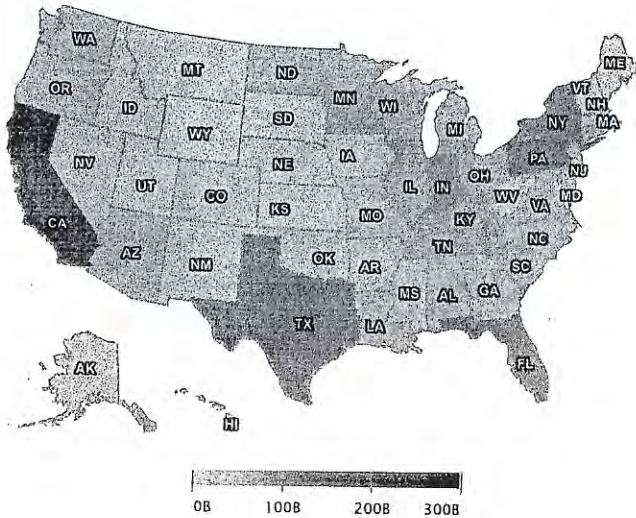 WA
MT
ND
MN
OR
ID
WY
SD
WI
MI
VT
ME
NH
NY
MA
NV
UT
CO
NE
IA
IL
IN
OH
PA
NJ
CA
KS
MO
KY
WV
VA
MD
AZ
NM
OK
AR
TN
NC
SC
TX
LA
MS
AL
GA
FL
AK
HI
0B 100B 200B 300B